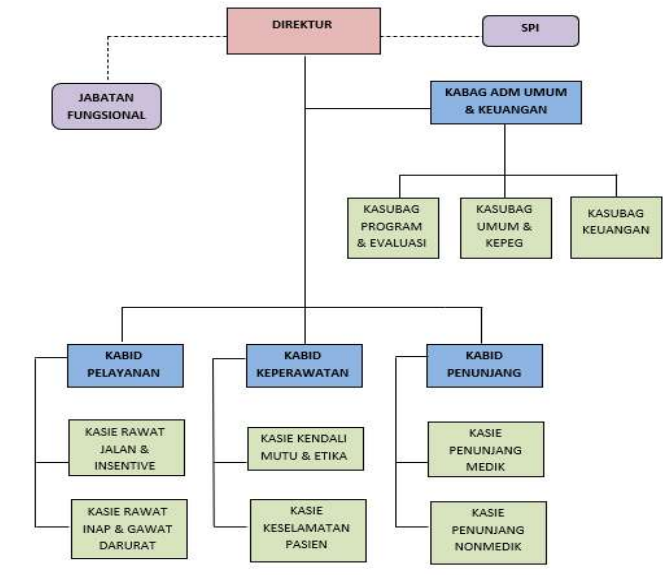 DIREKTUR
SPI
JABATAN
FUNGSIONAL
KABAG ADM UMUM
& KEUANGAN
KASUBAG
PROGRAM
& EVALUASI
KASUBAG
UMUM &
KEPEG
KASUBAG
KEUANGAN
KABID
PELAYANAN
KABID
KEPERAWATAN
KABID
PENUNJANG
KASIE RAWAT
JALAN &
INSENTIVE
KASIE KENDALI
MUTU & ETIKA
KASIE
PENUNJANG
MEDIK
KASIE RAWAT
INAP & GAWAT
DARURAT
KASIE
KESELAMATAN
PASIEN
KASIE
PENUNJANG
NONMEDIK